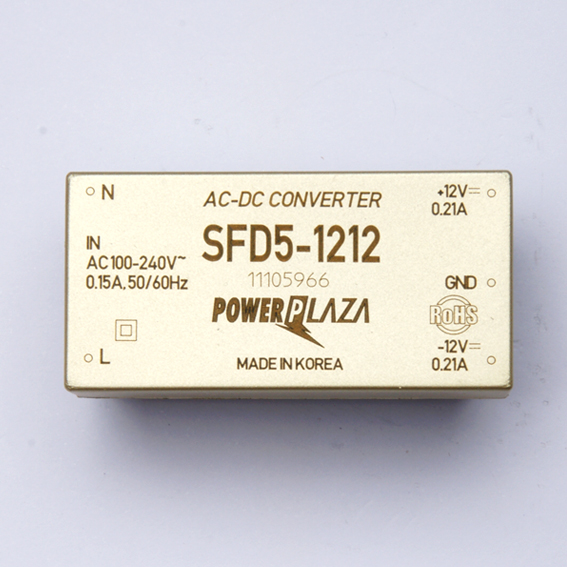 N
AC-DC CONVERTER
+12V⎓
0.21A
IN
AC100-240V~
0.15A, 50/60Hz
SFD5-1212
11105966
POWERPLAZA
GND
RoHS
L
MADE IN KOREA
-12V⎓
0.21A